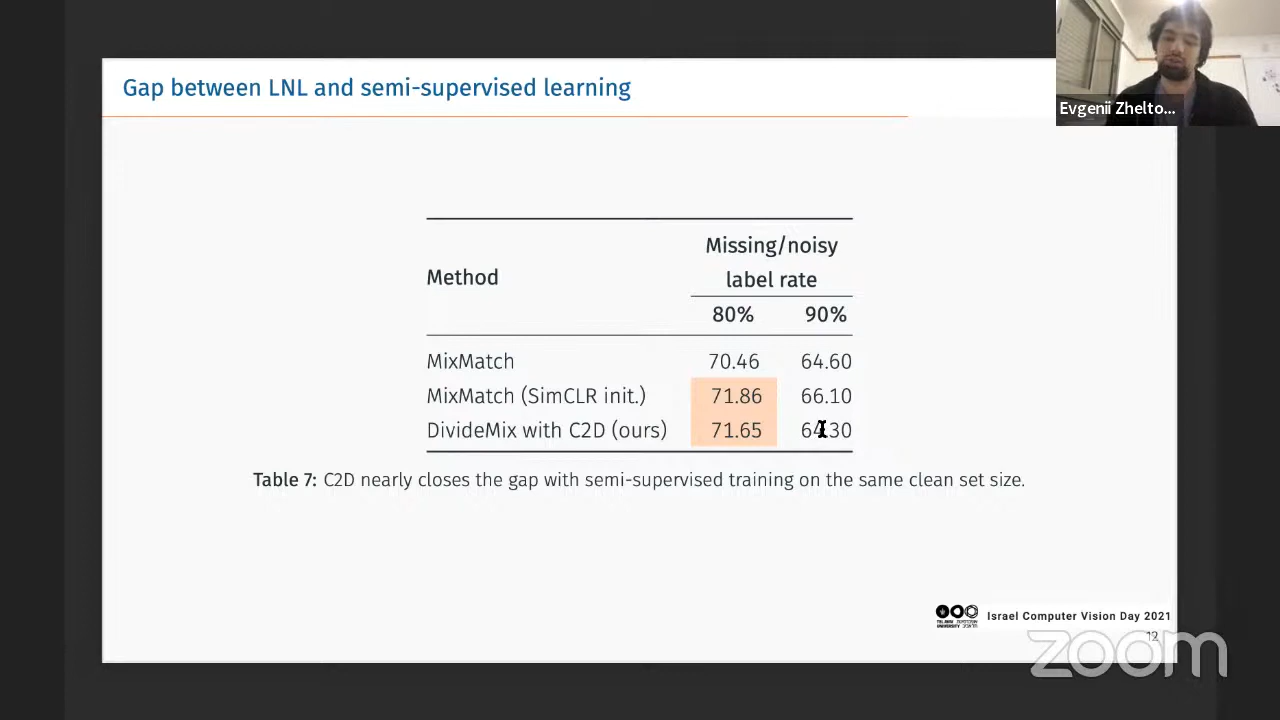 Gap between LNL and semi-supervised learning
Evgenii Zhelto...
Missing/noisy
Method
label rate
80% 90%
MixMatch 70.46 64.60
MixMatch (SimCLR init.) 71.86 66.10
DivideMix with C2D (ours) 71.65 64.30
Table 7: C2D nearly closes the gap with semi-supervised training on the same clean set size.
Israel Computer Vision Day 2021
12
zoom